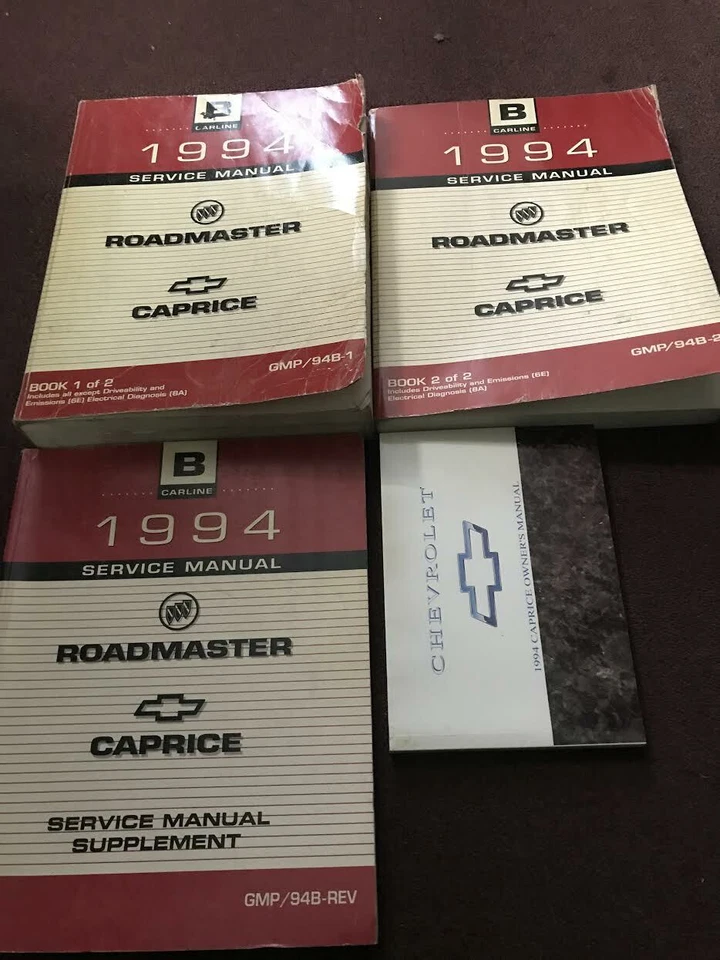 B
CARLINE
1994
SERVICE MANUAL
ROADMASTER
CAPRICE
GMP/94B-1
BOOK 1 of 2
Includes all except Driveability and
Emissions (6E) Electrical Diagnosis (8A)
B
CARLINE
1994
SERVICE MANUAL
ROADMASTER
CAPRICE
GMP/94B-2
BOOK 2 of 2
Includes Driveability and Emissions (6E)
Electrical Diagnosis (8A)
B
CARLINE
1994
SERVICE MANUAL
ROADMASTER
CAPRICE
SERVICE MANUAL
SUPPLEMENT
GMP/94B-REV
CHEVROLET
1994 CAPRICE OWNER'S MANUAL